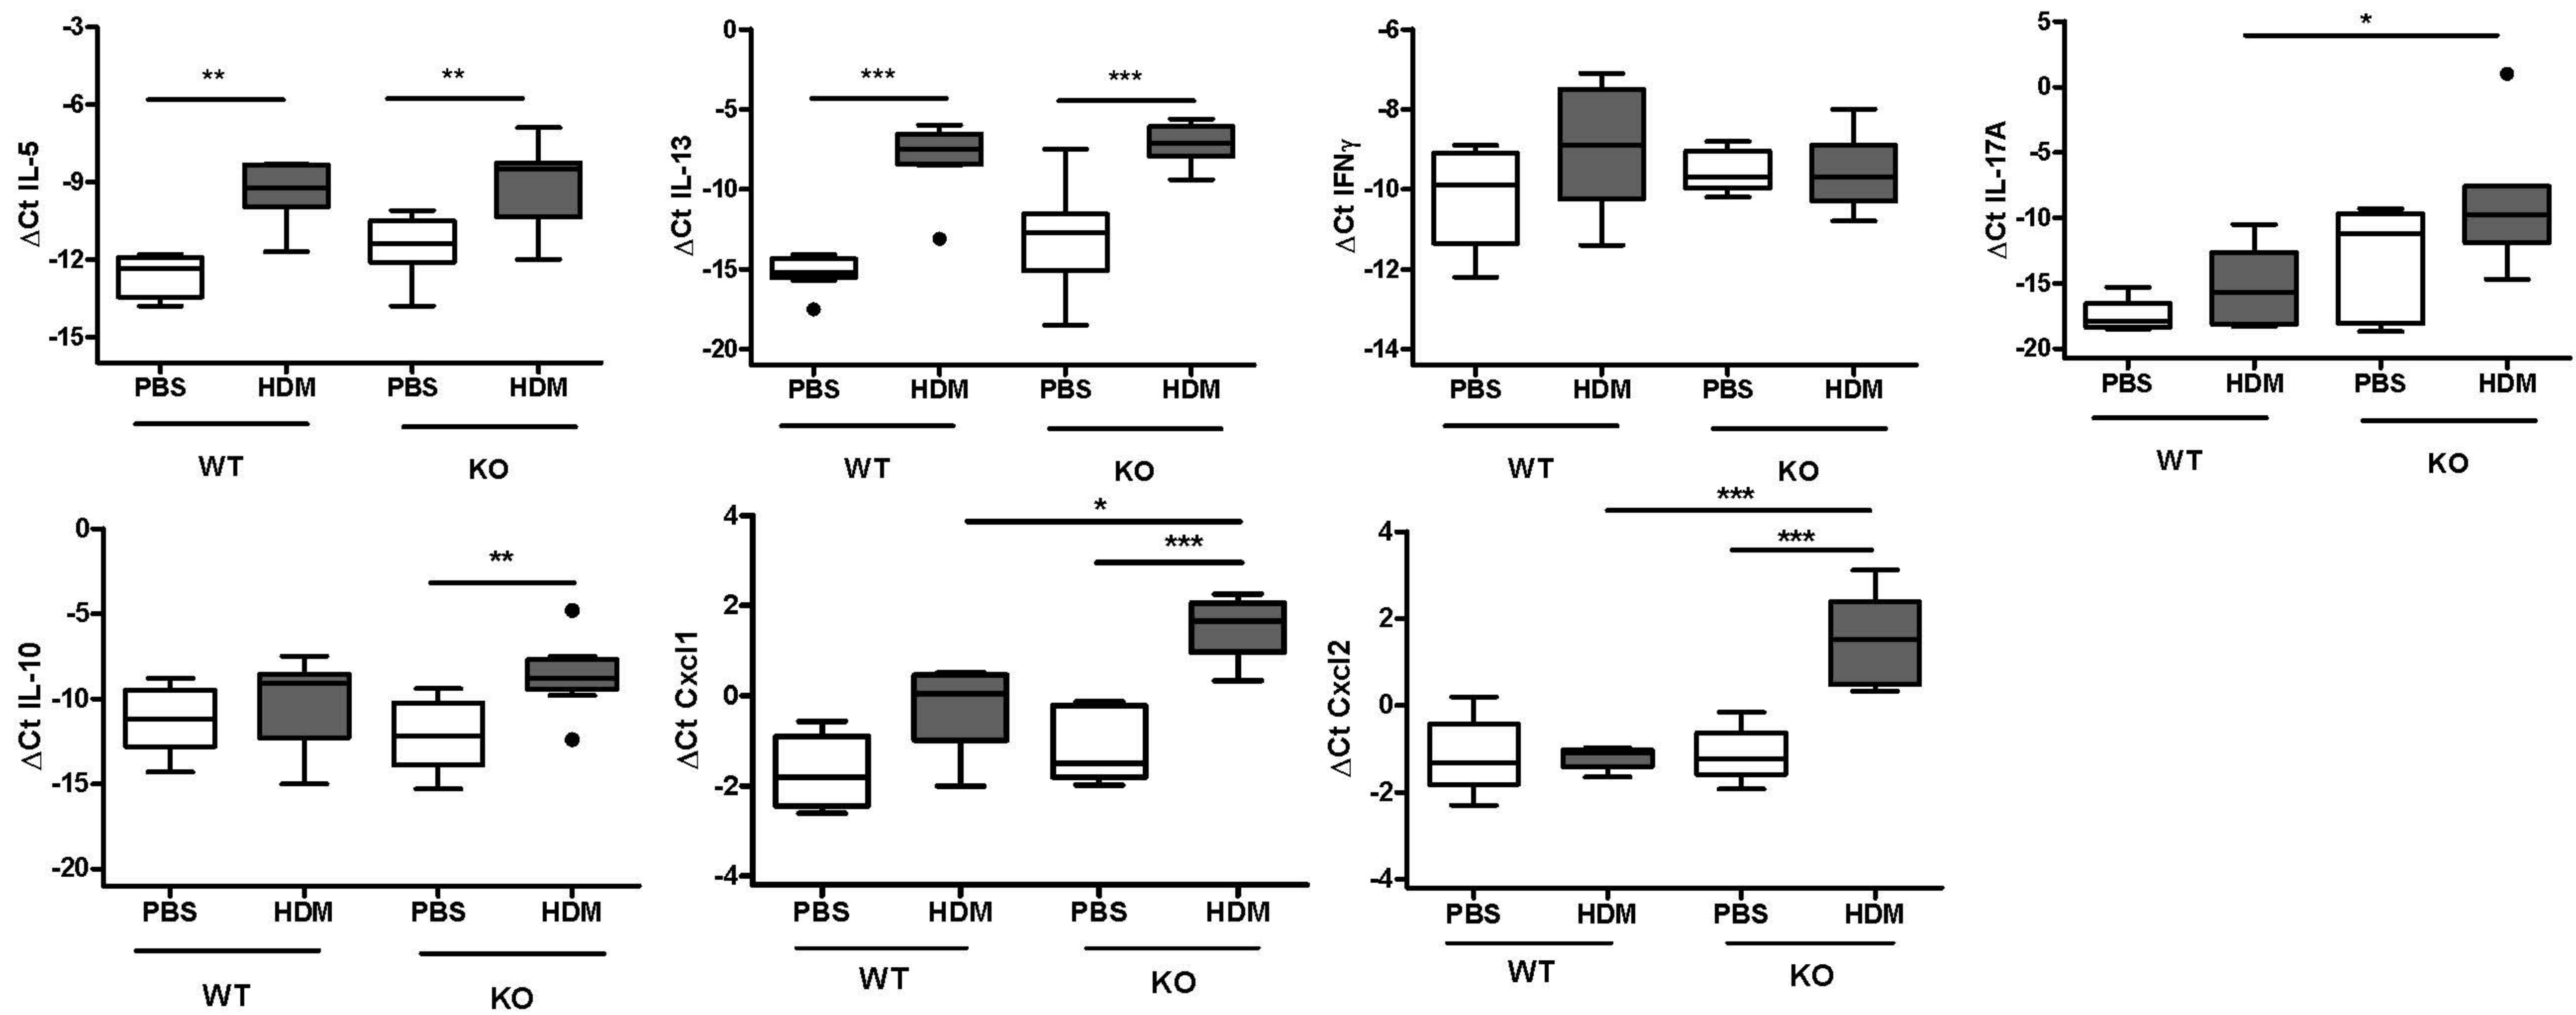 ΔCt IL-5
-3
-6
-9
-12
-15
** **
PBS HDM PBS HDM
WT KO
ΔCt IL-13
0
-5
-10
-15
-20
*** ***
PBS HDM PBS HDM
WT KO
ΔCt IFNγ
-6
-8
-10
-12
-14
PBS HDM PBS HDM
WT KO
ΔCt IL-17A
5
0
-5
-10
-15
-20
*
PBS HDM PBS HDM
WT KO
ΔCt IL-10
0
-5
-10
-15
-20
**
PBS HDM PBS HDM
WT KO
ΔCt Cxcl1
4
2
0
-2
-4
*
***
PBS HDM PBS HDM
WT KO
ΔCt Cxcl2
4
2
0
-2
-4
***
***
PBS HDM PBS HDM
WT KO